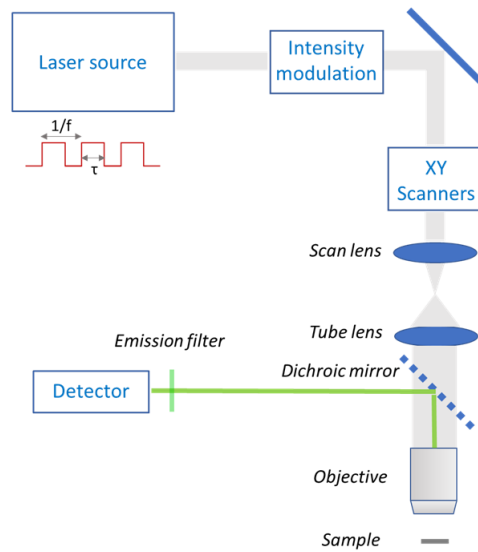 Laser source
Intensity
modulation
1/f
τ
XY
Scanners
Scan lens
Tube lens
Emission filter
Dichroic mirror
Detector
Objective
Sample